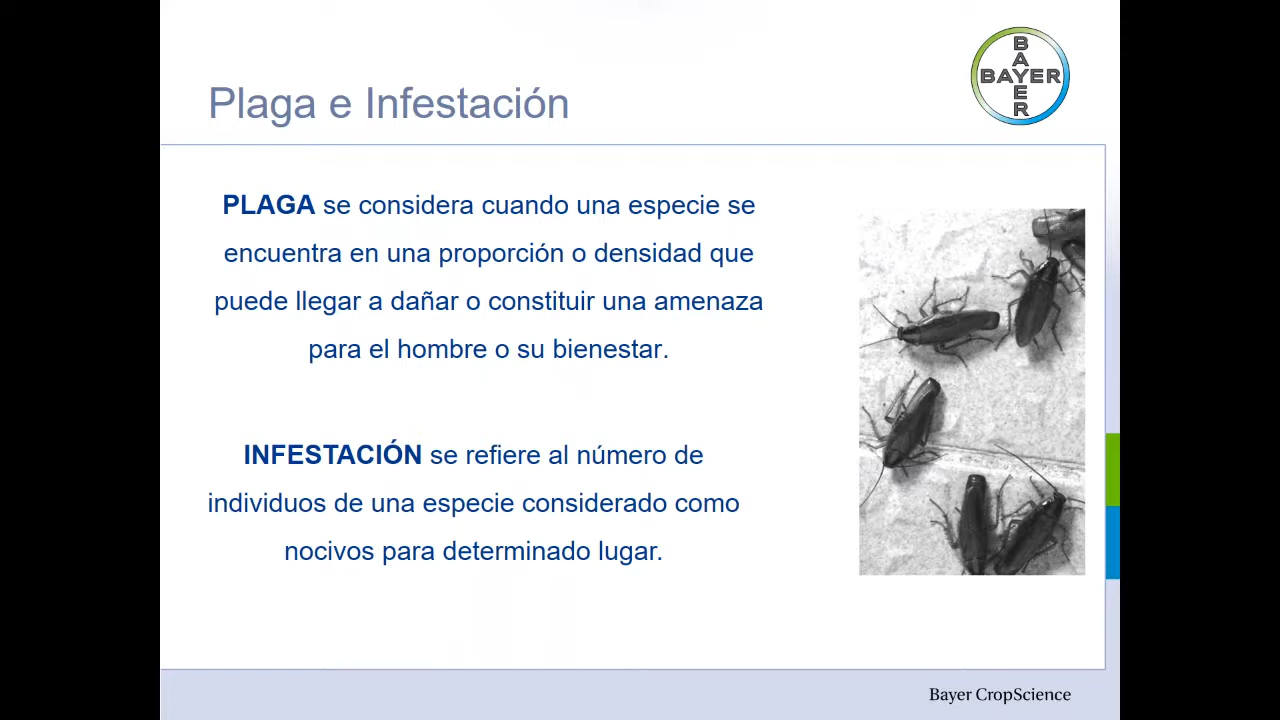 Plaga e Infestación
BAYER
BAYER
PLAGA se considera cuando una especie se
encuentra en una proporción o densidad que
puede llegar a dañar o constituir una amenaza
para el hombre o su bienestar.
INFESTACIÓN se refiere al número de
individuos de una especie considerado como
nocivos para determinado lugar.
Bayer CropScience